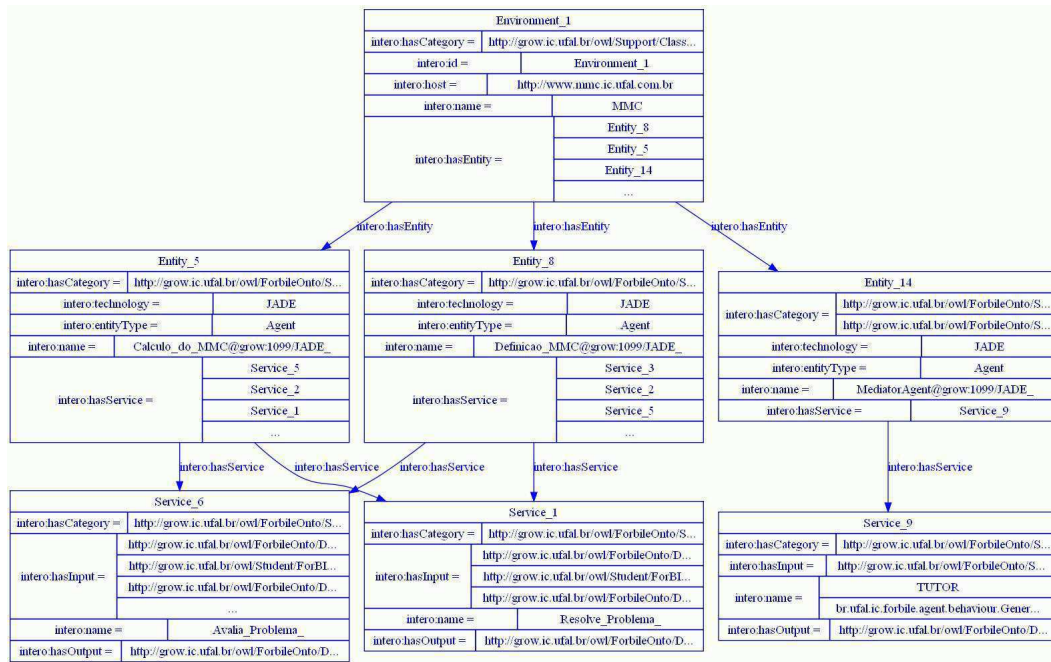 Environment_1
intero:hasCategory = http://grow.ic.ufal.br/owl/Support/Class...
intero:id = Environment_1
intero:host = http://www.mmc.ic.ufal.com.br
intero:name = MMC
intero:hasEntity =
Entity_8
Entity_5
Entity_14
...
intero:hasEntity
intero:hasEntity
intero:hasEntity
Entity_5
intero:hasCategory = http://grow.ic.ufal.br/owl/ForbileOnto/S...
intero:technology = JADE
intero:entityType = Agent
intero:name = Calculo_do_MMC@grow:1099/JADE_
intero:hasService =
Service_5
Service_2
Service_1
...
Entity_8
intero:hasCategory = http://grow.ic.ufal.br/owl/ForbileOnto/S...
intero:technology = JADE
intero:entityType = Agent
intero:name = Definicao_MMC@grow:1099/JADE_
intero:hasService =
Service_3
Service_2
Service_5
...
Entity_14
intero:hasCategory =
http://grow.ic.ufal.br/owl/ForbileOnto/S...
http://grow.ic.ufal.br/owl/ForbileOnto/S...
intero:technology = JADE
intero:entityType = Agent
intero:name = MediatorAgent@grow:1099/JADE_
intero:hasService = Service_9
intero:hasService
intero:hasService
intero:hasService
intero:hasService
intero:hasService
Service_6
intero:hasCategory = http://grow.ic.ufal.br/owl/ForbileOnto/S...
intero:hasInput =
http://grow.ic.ufal.br/owl/ForbileOnto/D...
http://grow.ic.ufal.br/owl/Student/ForBI...
http://grow.ic.ufal.br/owl/ForbileOnto/D...
...
intero:name = Avalia_Problema_
intero:hasOutput = http://grow.ic.ufal.br/owl/ForbileOnto/D...
Service_1
intero:hasCategory = http://grow.ic.ufal.br/owl/ForbileOnto/S...
intero:hasInput =
http://grow.ic.ufal.br/owl/ForbileOnto/D...
http://grow.ic.ufal.br/owl/Student/ForBI...
http://grow.ic.ufal.br/owl/ForbileOnto/D...
intero:name = Resolve_Problema_
intero:hasOutput = http://grow.ic.ufal.br/owl/ForbileOnto/D...
Service_9
intero:hasCategory = http://grow.ic.ufal.br/owl/ForbileOnto/S...
intero:hasInput = http://grow.ic.ufal.br/owl/ForbileOnto/S...
intero:name =
TUTOR
br.ufal.ic.forbile.agent.behaviour.Gener...
intero:hasOutput = http://grow.ic.ufal.br/owl/ForbileOnto/D...